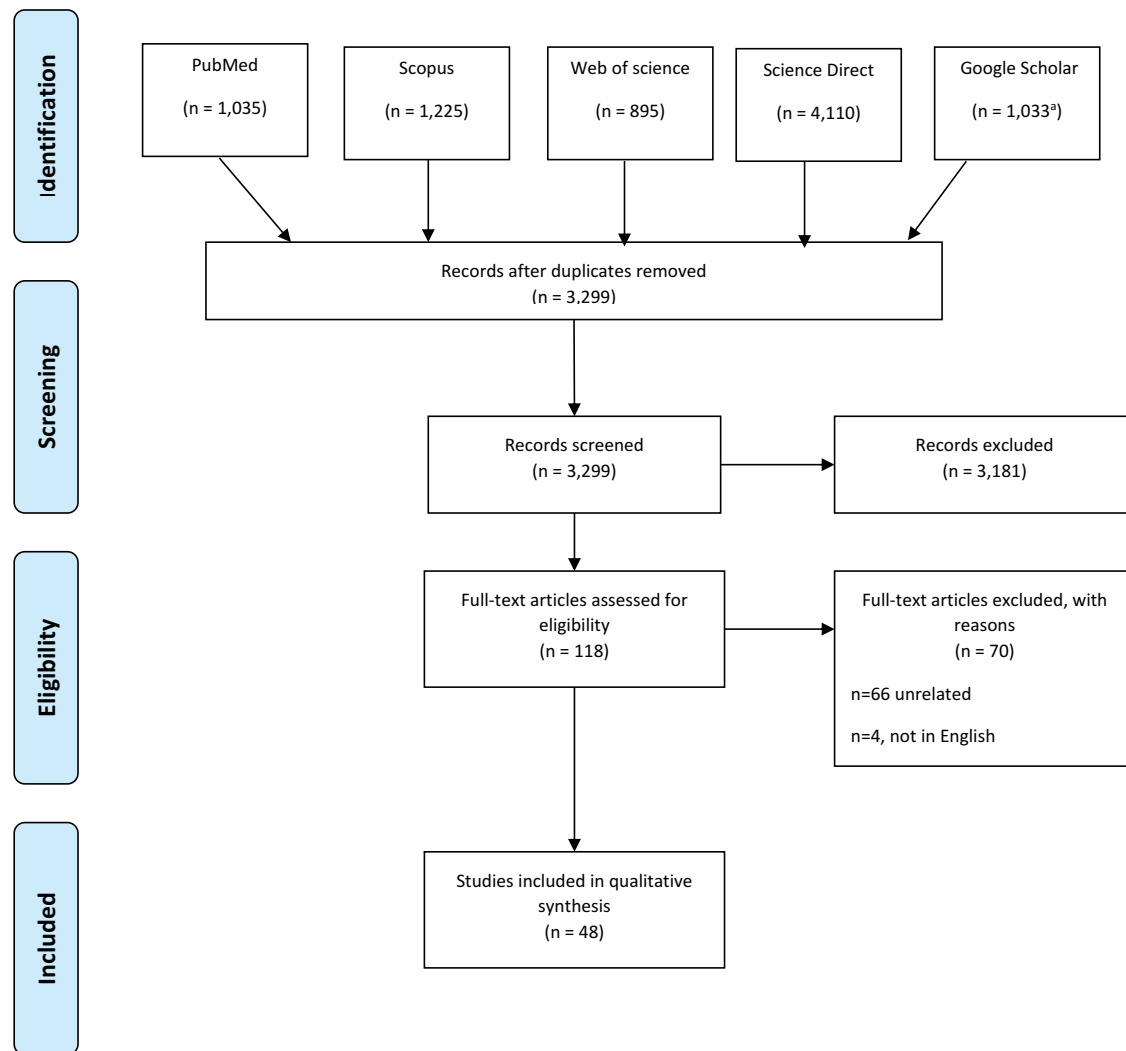 Identification
PubMed
(n = 1,035)
Scopus
(n = 1,225)
Web of science
(n = 895)
Science Direct
(n = 4,110)
Google Scholar
(n = 1,033ª)
Records after duplicates removed
(n = 3,299)
Screening
Records screened
(n = 3,299)
Records excluded
(n = 3,181)
Eligibility
Full-text articles assessed for
eligibility
(n = 118)
Full-text articles excluded, with
reasons
(n = 70)
n=66 unrelated
n=4, not in English
Included
Studies included in qualitative
synthesis
(n = 48)